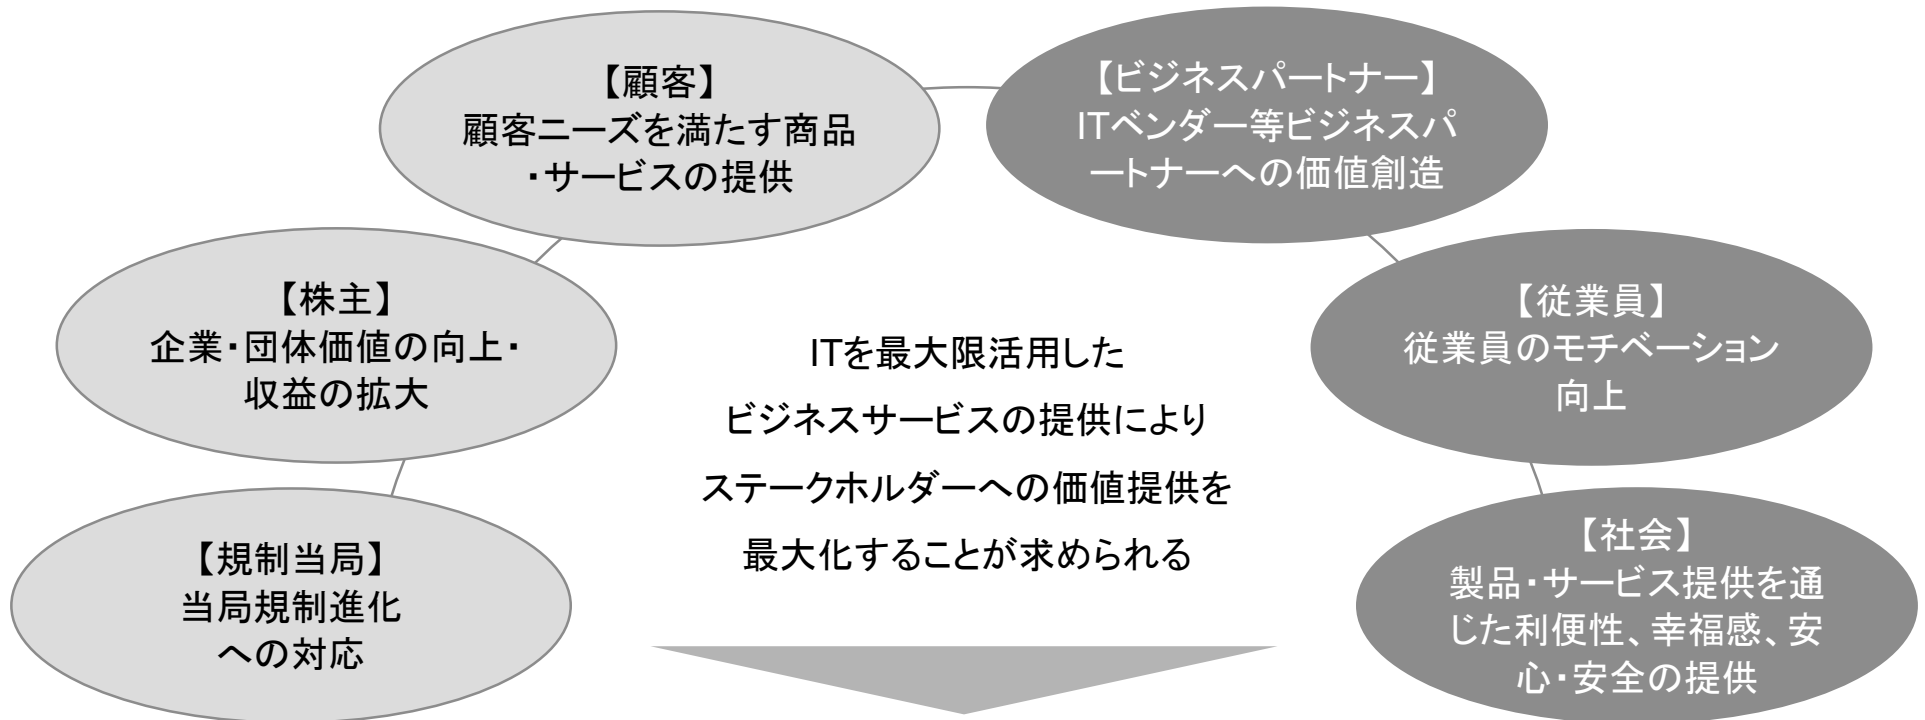 【顧客】
顧客ニーズを満たす商品
・サービスの提供
【ビジネスパートナー】
ITベンダー等ビジネスパ
ートナーへの価値創造
【株主】
企業・団体価値の向上・
収益の拡大
【従業員】
従業員のモチベーション
向上
ITを最大限活用した
ビジネスサービスの提供により
ステークホルダーへの価値提供を
最大化することが求められる
【規制当局】
当局規制進化
への対応
【社会】
製品・サービス提供を通
じた利便性、幸福感、安
心・安全の提供